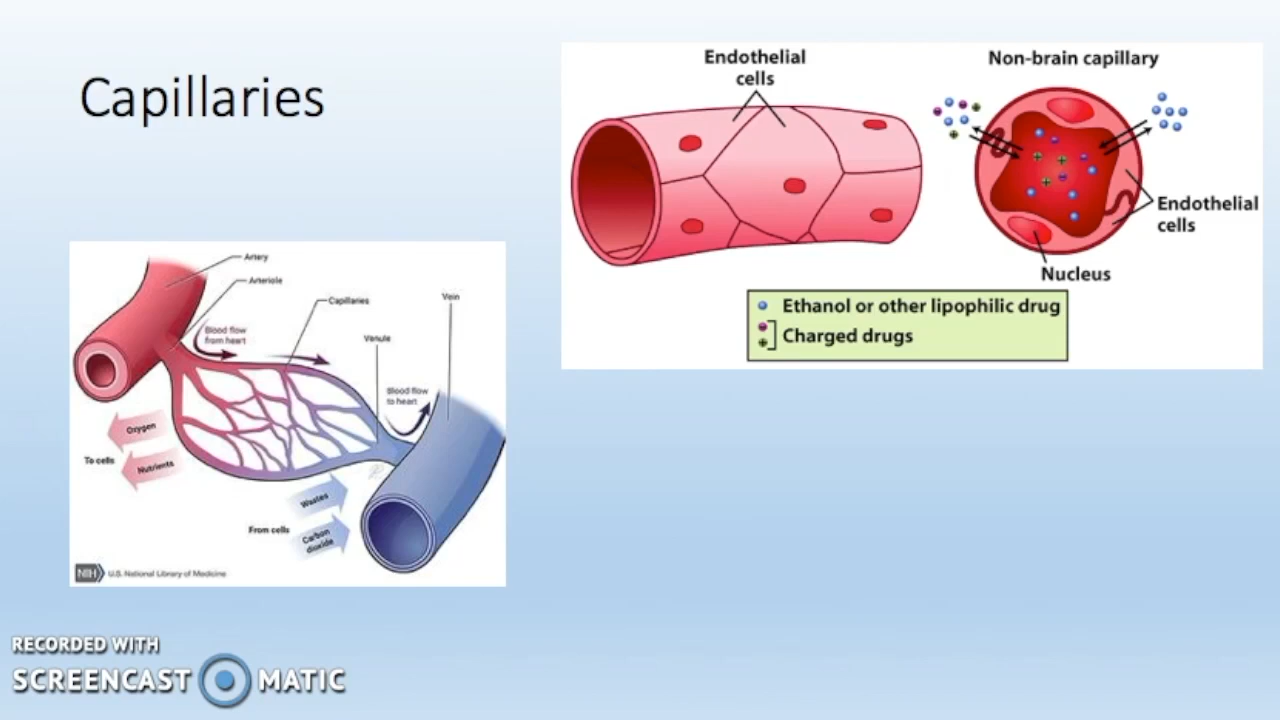 Capillaries
Endothelial
cells
Non-brain capillary
Endothelial
cells
Nucleus
Ethanol or other lipophilic drug
Charged drugs
Artery
Arteriole
Capillaries
Vein
Blood flow
from heart
Venule
Blood flow
to heart
Oxygen
To cells
Nutrients
Wastes
From cells
Carbon
dioxide
NIH U.S. National Library of Medicine
RECORDED WITH
SCREENCAST MATIC